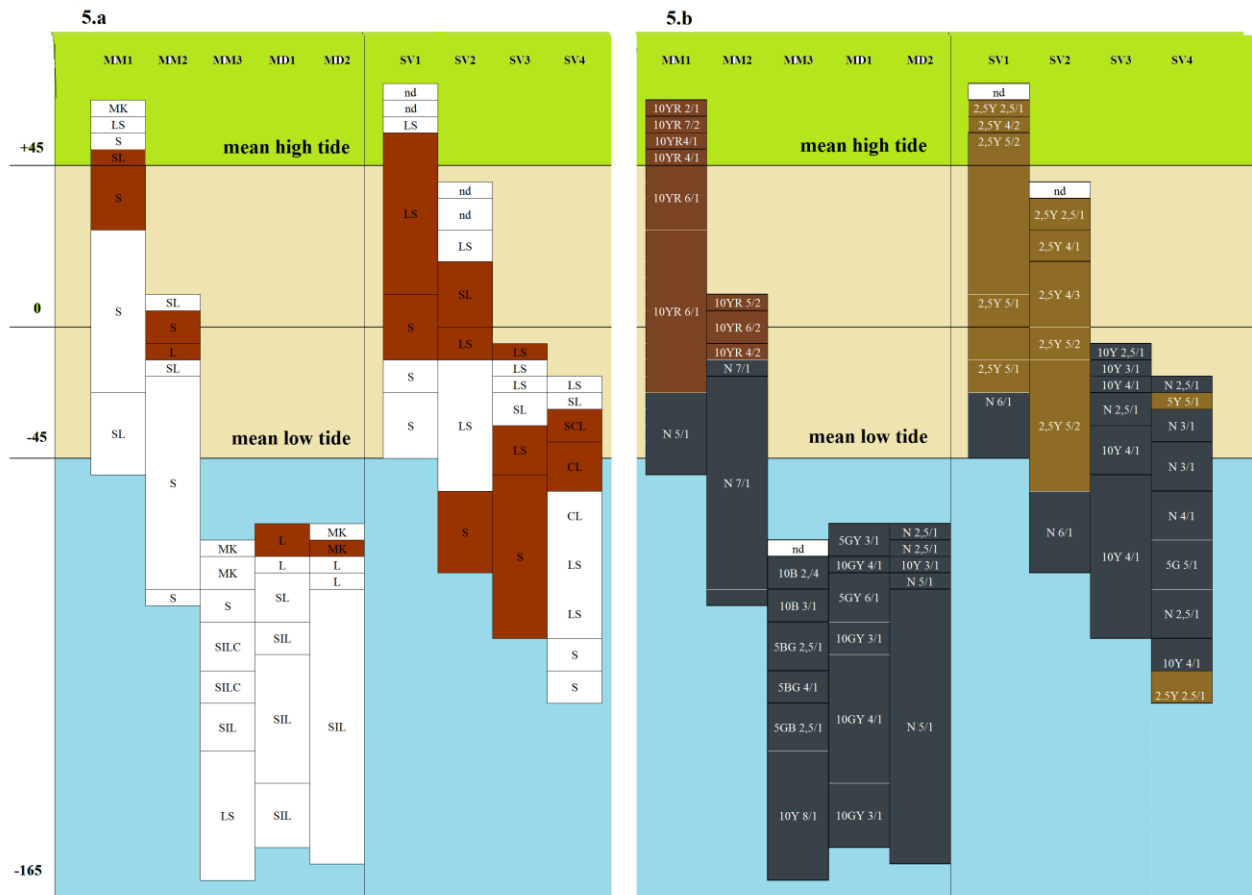 5.a
MM1 MM2 MM3 MD1 MD2 SV1 SV2 SV3 SV4
+45
0
-45
-165
mean high tide
mean low tide
MK
LS
S
SL
S
S
SL
SL
S
L
SL
S
S
MK
MK
S
SILC
SILC
SIL
LS
L
L
SL
SIL
SIL
SIL
MK
MK
L
L
SIL
nd
nd
LS
LS
S
S
S
nd
nd
LS
SL
LS
LS
S
LS
LS
LS
SL
LS
S
LS
SL
SCL
CL
CL
LS
LS
S
S
5.b
MM1 MM2 MM3 MD1 MD2 SV1 SV2 SV3 SV4
mean high tide
mean low tide
10YR 2/1
10YR 7/2
10YR4/1
10YR 4/1
10YR 6/1
10YR 6/1
N 5/1
10YR 5/2
10YR 6/2
10YR 4/2
N 7/1
N 7/1
nd
10B 2,/4
10B 3/1
5BG 2,5/1
5BG 4/1
5GB 2,5/1
10Y 8/1
5GY 3/1
10GY 4/1
5GY 6/1
10GY 3/1
10GY 4/1
10GY 3/1
N 2,5/1
N 2,5/1
10Y 3/1
N 5/1
N 5/1
nd
2,5Y 2,5/1
2,5Y 4/2
2,5Y 5/2
2,5Y 5/1
2,5Y 5/1
N 6/1
nd
2,5Y 2,5/1
2,5Y 4/1
2,5Y 4/3
2,5Y 5/2
2,5Y 5/2
N 6/1
10Y 2,5/1
10Y 3/1
10Y 4/1
N 2,5/1
10Y 4/1
10Y 4/1
N 2,5/1
5Y 5/1
N 3/1
N 3/1
N 4/1
5G 5/1
N 2,5/1
10Y 4/1
2.5Y 2.5/1